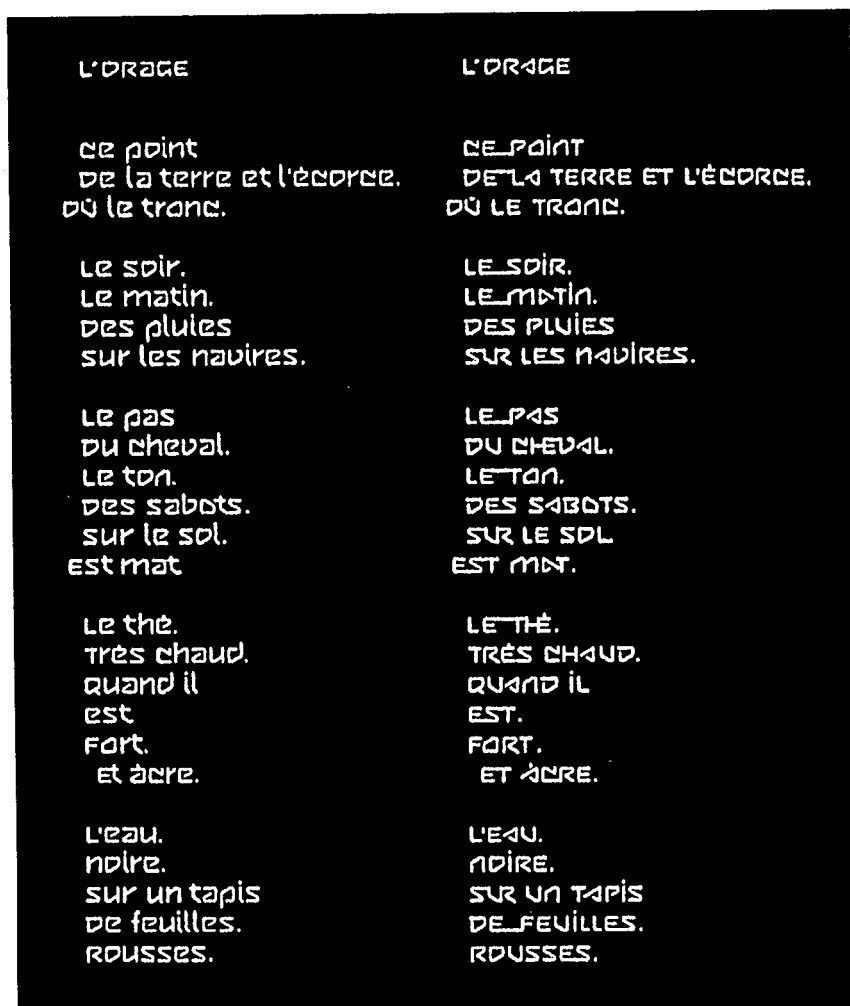 L'ORAGE
ce point
De la terre et l'écorce.
Où le tronc.
Le soir.
Le matin.
Des pluies
sur les navires.
Le pas
Du cheval.
Le ton.
Des sabots.
sur le sol.
Est mat
Le thé.
Très chaud.
Quand il
est
Fort.
Et âcre.
L'eau.
noire.
sur un tapis
De feuilles.
Rousses.
L'ORAGE
CE POINT
DE LA TERRE ET L'ÉCORCE.
OÙ LE TRONC.
LE SOIR.
LE MATIN.
DES PLUIES
SUR LES NAVIRES.
LE PAS
DU CHEVAL.
LE TON.
DES SABOTS.
SUR LE SOL
EST MAT.
LE THÉ.
TRÈS CHAUD.
QUAND IL
EST.
FORT.
ET ÂCRE.
L'EAU.
NOIRE.
SUR UN TAPIS
DE FEUILLES.
ROUSSES.